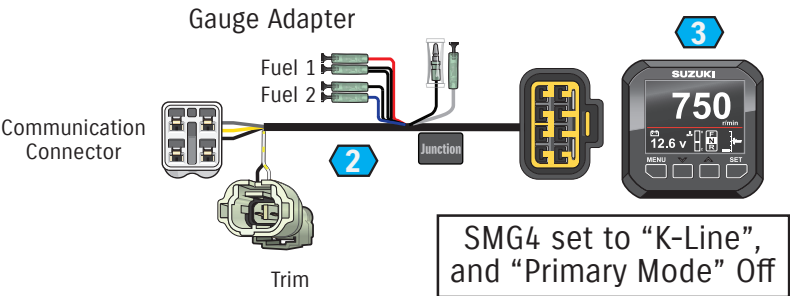 Gauge Adapter
Fuel 1
Fuel 2
Communication
Connector
2
Junction
Trim
3
SUZUKI
750
r/min
12.6 v
F
N
R
MENU
SET
SMG4 set to “K-Line”,
and “Primary Mode” Off